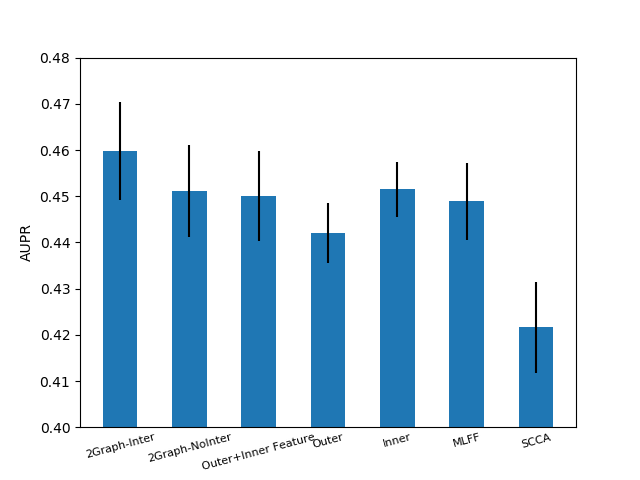 0.48
0.47
0.46
0.45
0.44
0.43
0.42
0.41
0.40
AUPR
2Graph-Inter
2Graph-NoInter
Outer+Inner Feature
Outer
Inner
MLFF
SCCA